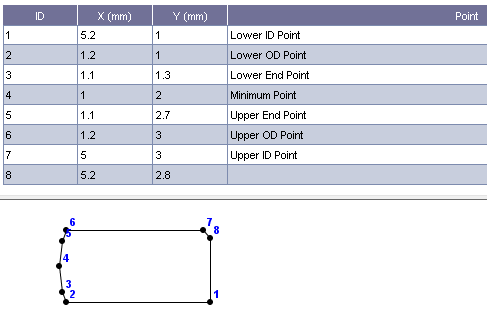 ID X (mm) Y (mm) Point
1 5.2 1 Lower ID Point
2 1.2 1 Lower OD Point
3 1.1 1.3 Lower End Point
4 1 2 Minimum Point
5 1.1 2.7 Upper End Point
6 1.2 3 Upper OD Point
7 5 3 Upper ID Point
8 5.2 2.8
6 7
5 8
4
3
2 1